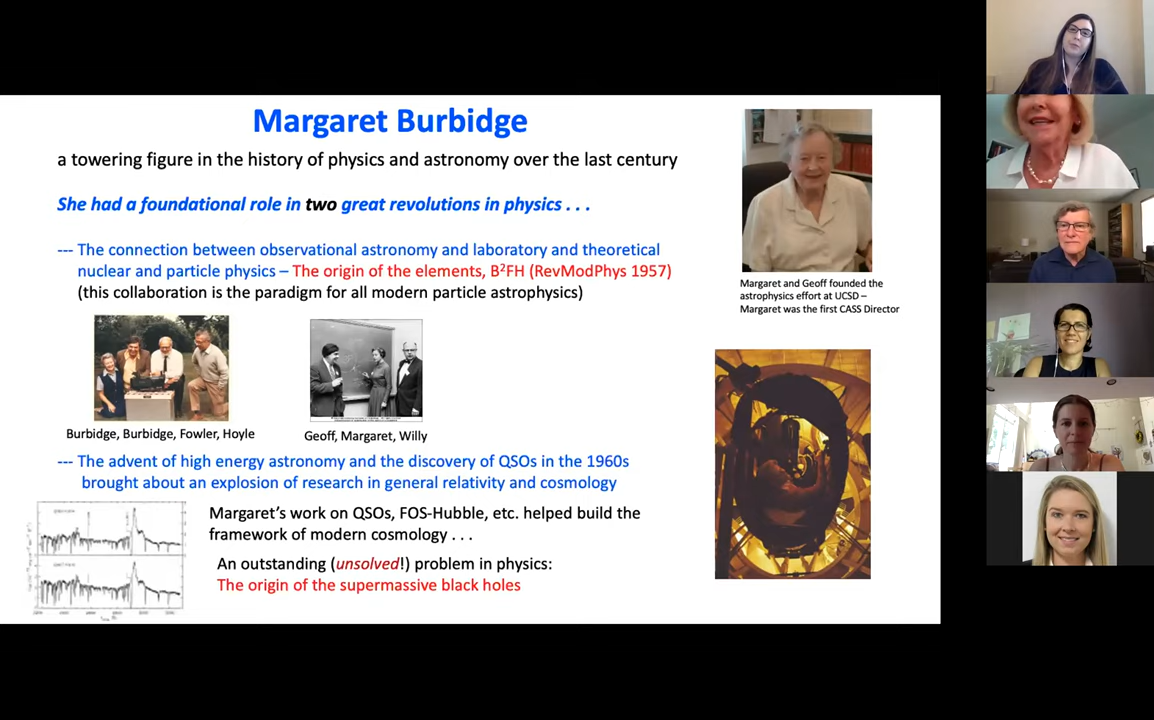 Margaret Burbidge
a towering figure in the history of physics and astronomy over the last century
She had a foundational role in two great revolutions in physics . . .
--- The connection between observational astronomy and laboratory and theoretical
nuclear and particle physics – The origin of the elements, B²FH (RevModPhys 1957)
(this collaboration is the paradigm for all modern particle astrophysics)
Burbidge, Burbidge, Fowler, Hoyle
Geoff, Margaret, Willy
--- The advent of high energy astronomy and the discovery of QSOs in the 1960s
brought about an explosion of research in general relativity and cosmology
Margaret's work on QSOs, FOS-Hubble, etc. helped build the
framework of modern cosmology . . .
An outstanding (unsolved!) problem in physics:
The origin of the supermassive black holes
Margaret and Geoff founded the
astrophysics effort at UCSD –
Margaret was the first CASS Director